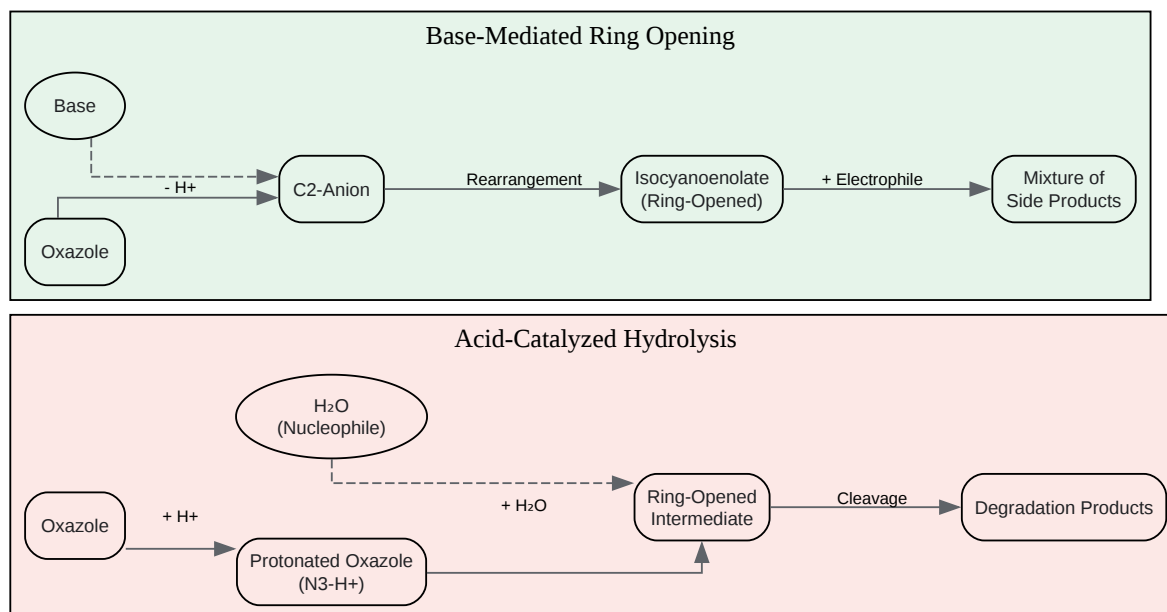 Base-Mediated Ring Opening
Base
- H+
Oxazole
C2-Anion
Rearrangement
Isocyanoenolate
(Ring-Opened)
+ Electrophile
Mixture of
Side Products
Acid-Catalyzed Hydrolysis
H₂O
(Nucleophile)
Oxazole
+ H+
Protonated Oxazole
(N3-H+)
+ H₂O
Ring-Opened
Intermediate
Cleavage
Degradation Products